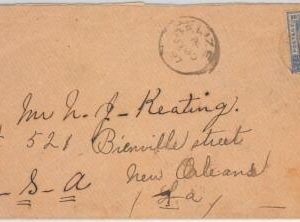 Mr N. J. Keating.
521 Bienville street
New Orleans
(La)
S - A